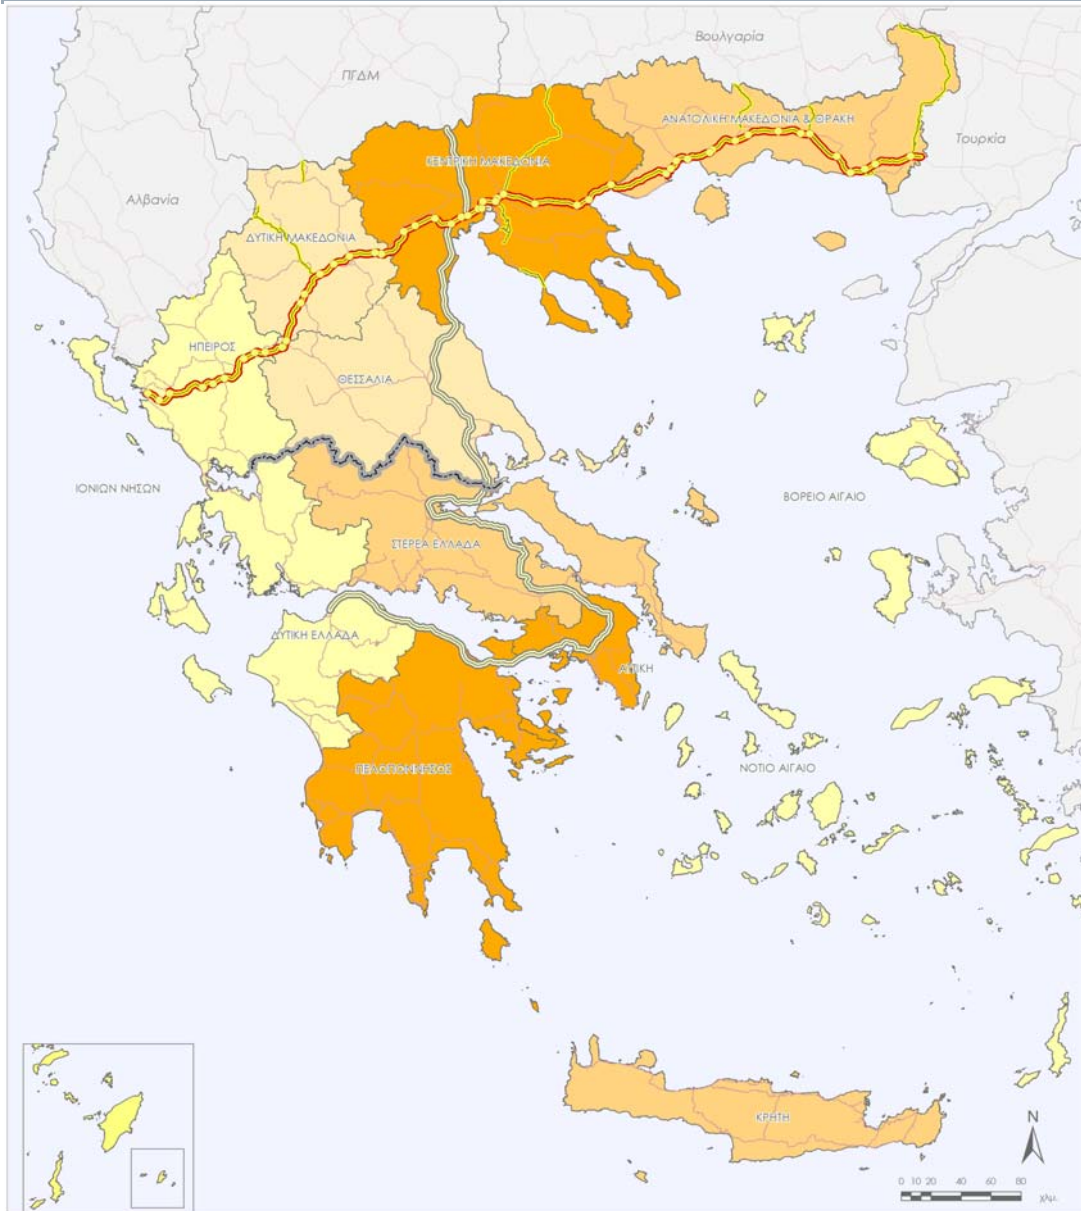 Βουλγαρία
ΠΓΔΜ
ΑΝΑΤΟΛΙΚΗ ΜΑΚΕΔΟΝΙΑ & ΘΡΑΚΗ
Τουρκία
ΚΕΝΤΡΙΚΗ ΜΑΚΕΔΟΝΙΑ
Αλβανία
ΔΥΤΙΚΗ ΜΑΚΕΔΟΝΙΑ
ΗΠΕΙΡΟΣ
ΘΕΣΣΑΛΙΑ
ΙΟΝΙΩΝ ΝΗΣΩΝ
ΒΟΡΕΙΟ ΑΙΓΑΙΟ
ΣΤΕΡΕΑ ΕΛΛΑΔΑ
ΔΥΤΙΚΗ ΕΛΛΑΔΑ
ΑΤΤΙΚΗ
ΝΟΤΙΟ ΑΙΓΑΙΟ
ΠΕΛΟΠΟΝΝΗΣΟΣ
ΚΡΗΤΗ
N
0 10 20 40 60 80
χλμ.